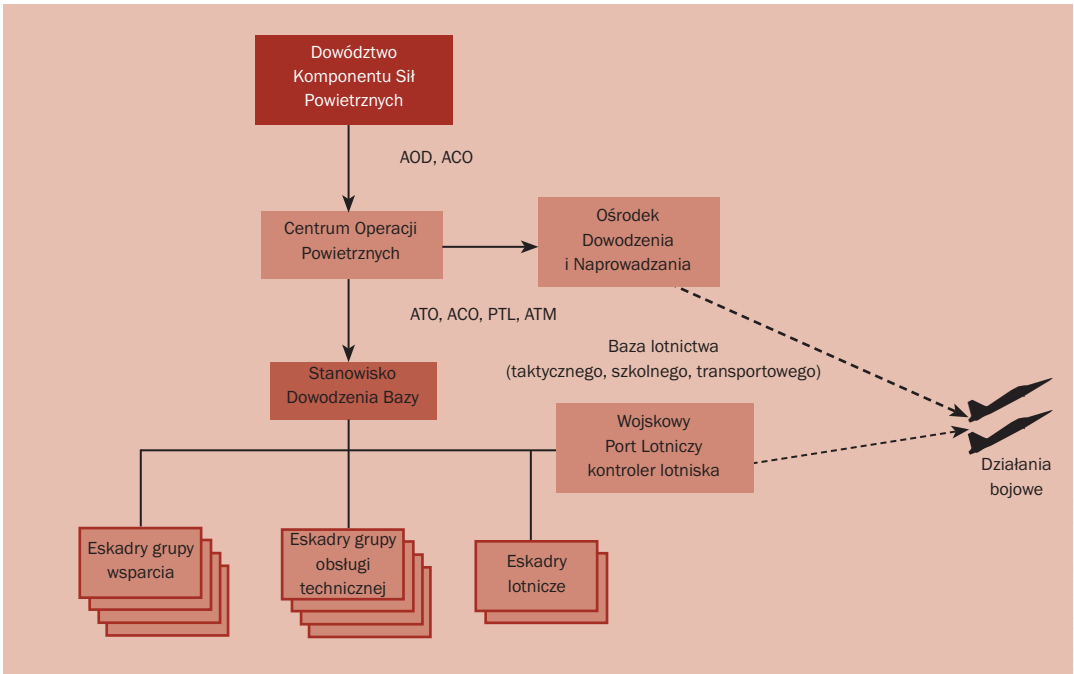 Dowództwo
Komponentu Sił
Powietrznych
AOD, ACO
Centrum Operacji
Powietrznych
Ośrodek
Dowodzenia
i Naprowadzania
ATO, ACO, PTL, ATM
Baza lotnictwa
(taktycznego, szkolnego, transportowego)
Stanowisko
Dowodzenia Bazy
Wojskowy
Port Lotniczy
kontroler lotniska
Działania
bojowe
Eskadry grupy
wsparcia
Eskadry grupy
obsługi
technicznej
Eskadry
lotnicze